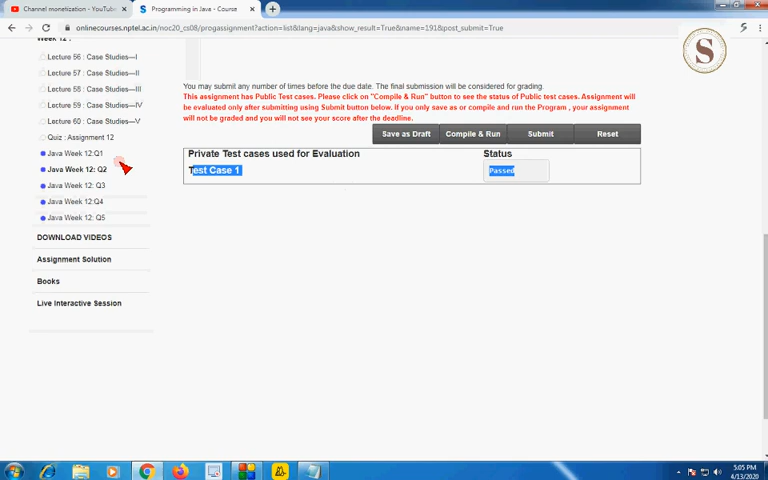 Channel monetization - YouTube
Programming in Java - Course
onlinecourses.nptel.ac.in/noc20_cs08/progassignment?action=list&lang=java&show_result=True&name=191&post_submit=True
Week 12 :
Lecture 56 : Case Studies—I
Lecture 57 : Case Studies—II
Lecture 58 : Case Studies—III
Lecture 59 : Case Studies—IV
Lecture 60 : Case Studies—V
Quiz : Assignment 12
Java Week 12:Q1
Java Week 12: Q2
Java Week 12: Q3
Java Week 12:Q4
Java Week 12: Q5
DOWNLOAD VIDEOS
Assignment Solution
Books
Live Interactive Session
You may submit any number of times before the due date. The final submission will be considered for grading.
This assignment has Public Test cases. Please click on "Compile & Run" button to see the status of Public test cases. Assignment will
be evaluated only after submitting using Submit button below. If you only save as or compile and run the Program , your assignment
will not be graded and you will not see your score after the deadline.
Save as Draft Compile & Run Submit Reset
Private Test cases used for Evaluation Status
Test Case 1 Passed
S
5:05 PM
4/13/2020